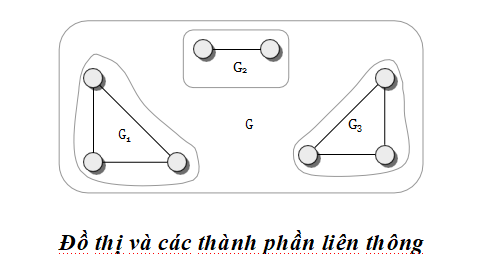 G₂
G₁
G
G₃
Đồ thị và các thành phần liên thông